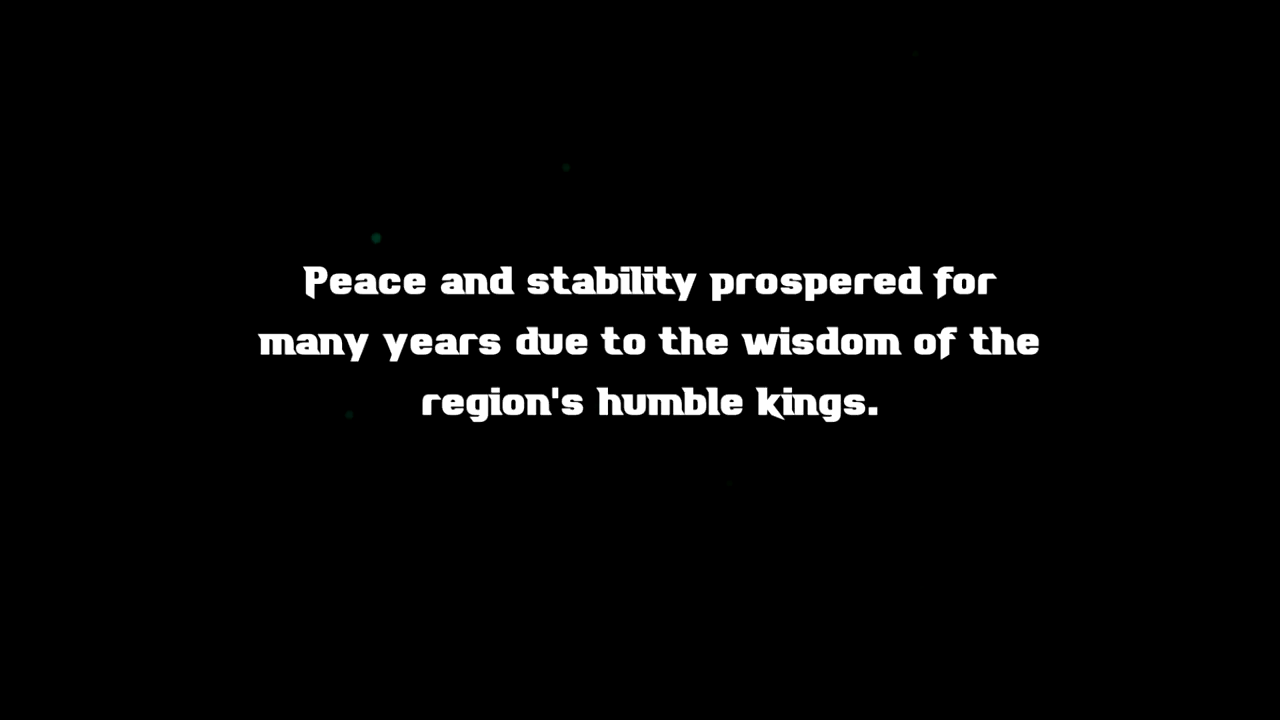 Peace and stability prospered for
many years due to the wisdom of the
region's humble kings.